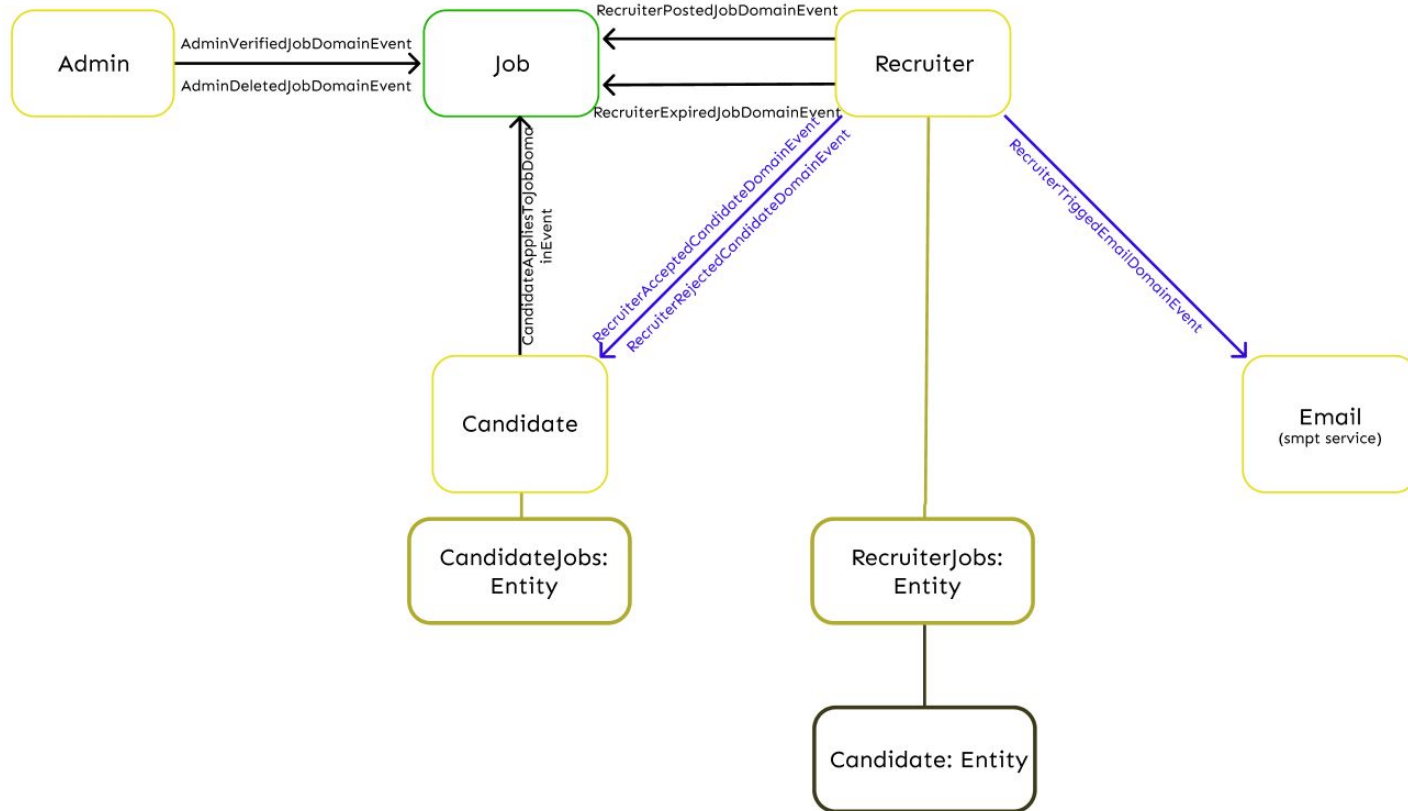 RecruiterPostedJobDomainEvent
AdminVerifiedJobDomainEvent
Admin
Job
Recruiter
AdminDeletedJobDomainEvent
RecruiterExpiredJobDomainEvent
CandidateAppliesToJobDoma
inEvent
RecruiterAcceptedCandidateDomainEvent
RecruiterRejectedCandidateDomainEvent
RecruiterTriggedEmailDomainEvent
Candidate
Email
(smpt service)
CandidateJobs:
Entity
RecruiterJobs:
Entity
Candidate: Entity